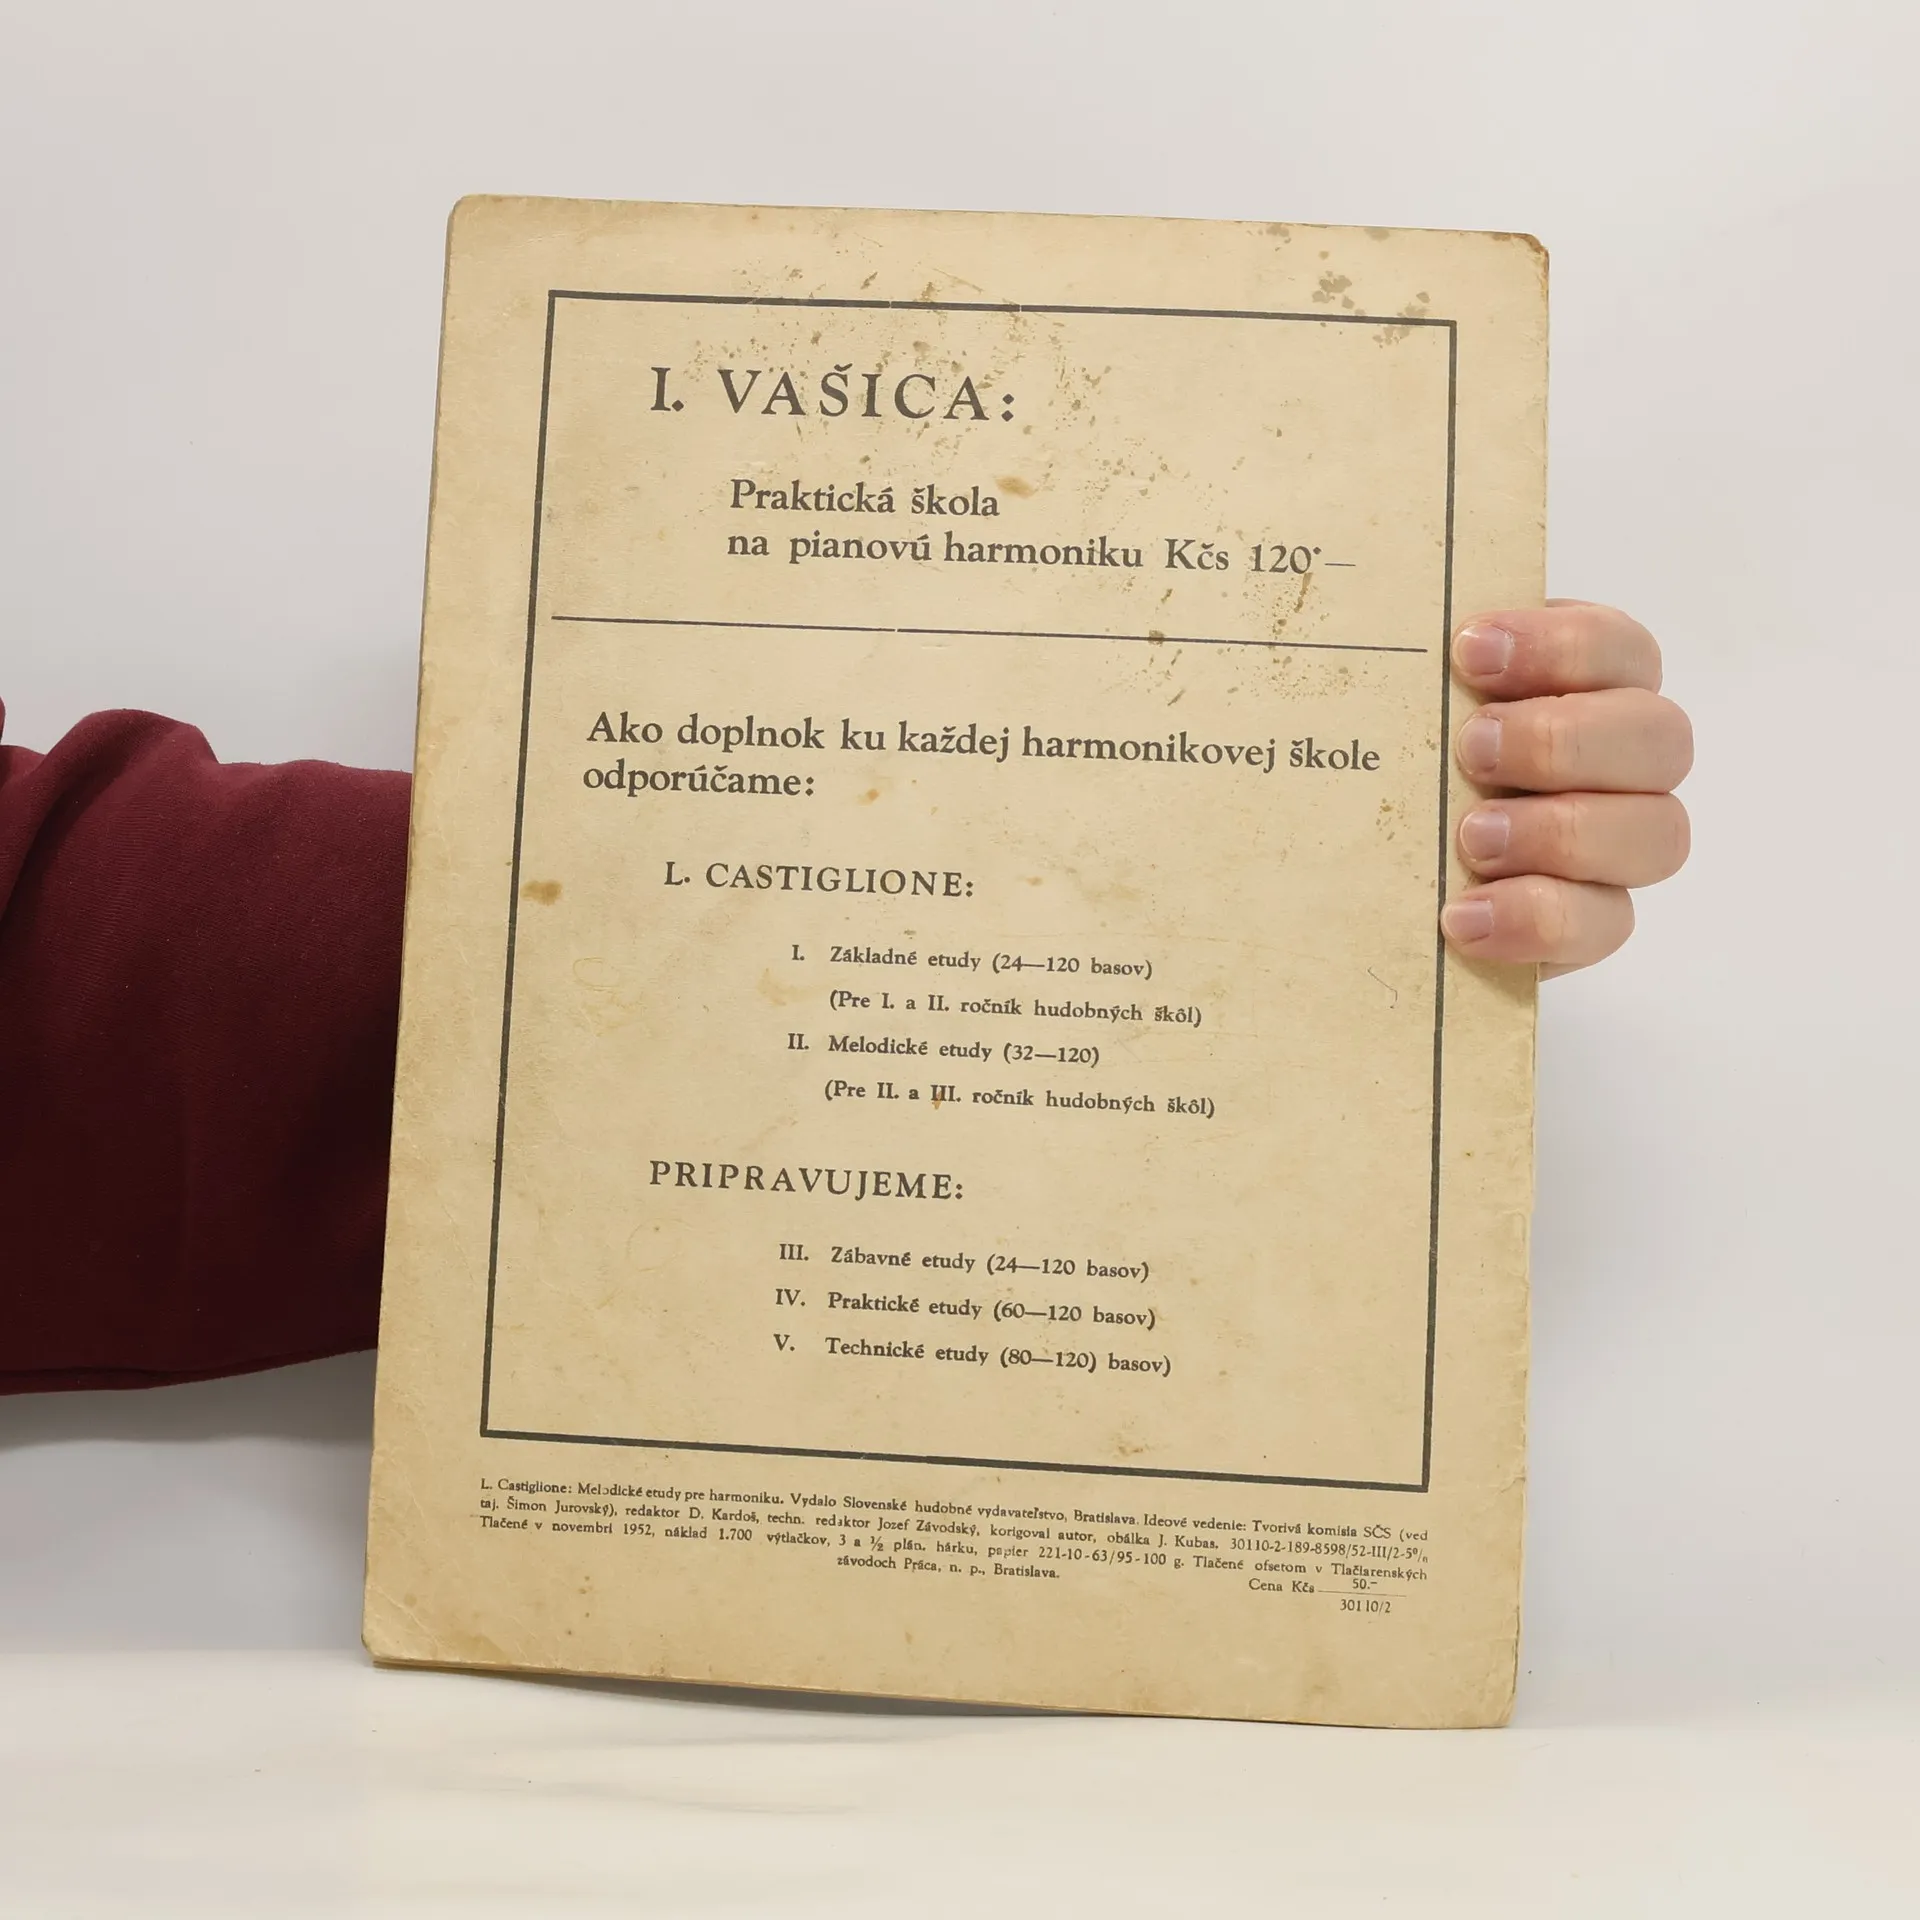 I. VAŠICA:
Praktická škola
na pianovú harmoniku Kčs 120·—
Ako doplnok ku každej harmonikovej škole
odporúčame:
L. CASTIGLIONE:
I. Základné etudy (24—120 basov)
(Pre I. a II. ročník hudobných škôl)
II. Melodické etudy (32—120)
(Pre II. a III. ročník hudobných škôl)
PRIPRAVUJEME:
III. Zábavné etudy (24—120 basov)
IV. Praktické etudy (60—120 basov)
V. Technické etudy (80—120) basov)
L. Castiglione: Melodické etudy pre harmoniku. Vydalo Slovenské hudobné vydavateľstvo, Bratislava. Ideové vedenie: Tvorivá komisia SČS (ved
taj. Šimon Jurovský), redaktor D. Kardoš, techn. redaktor Jozef Závodský, korigoval autor, obálka J. Kubas. 30110-2-189-8598/52-III/2-5%
Tlačené v novembri 1952, náklad 1.700 výtlačkov, 3 a ½ plán. hárku, papier 221-10-63/95-100 g. Tlačené ofsetom v Tlačiarenských
závodoch Práca, n. p., Bratislava.
Cena Kčs 50.-
30110/2